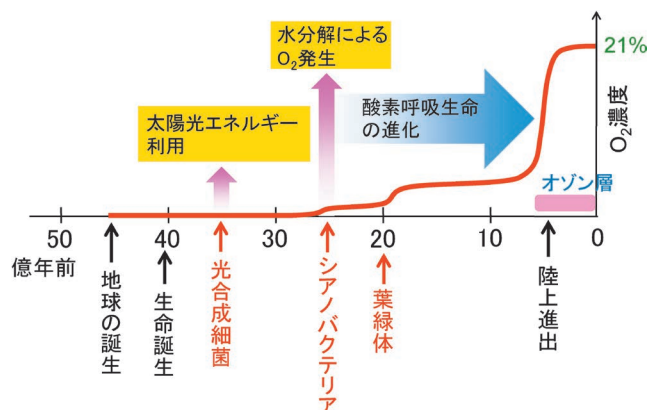 水分解による
O₂発生
太陽光エネルギー
利用
酸素呼吸生命
の進化
21%
O₂濃度
オゾン層
50
40
30
20
10
0
億年前
地球の誕生
生命誕生
光合成細菌
シアノバクテリア
葉緑体
陸上進出